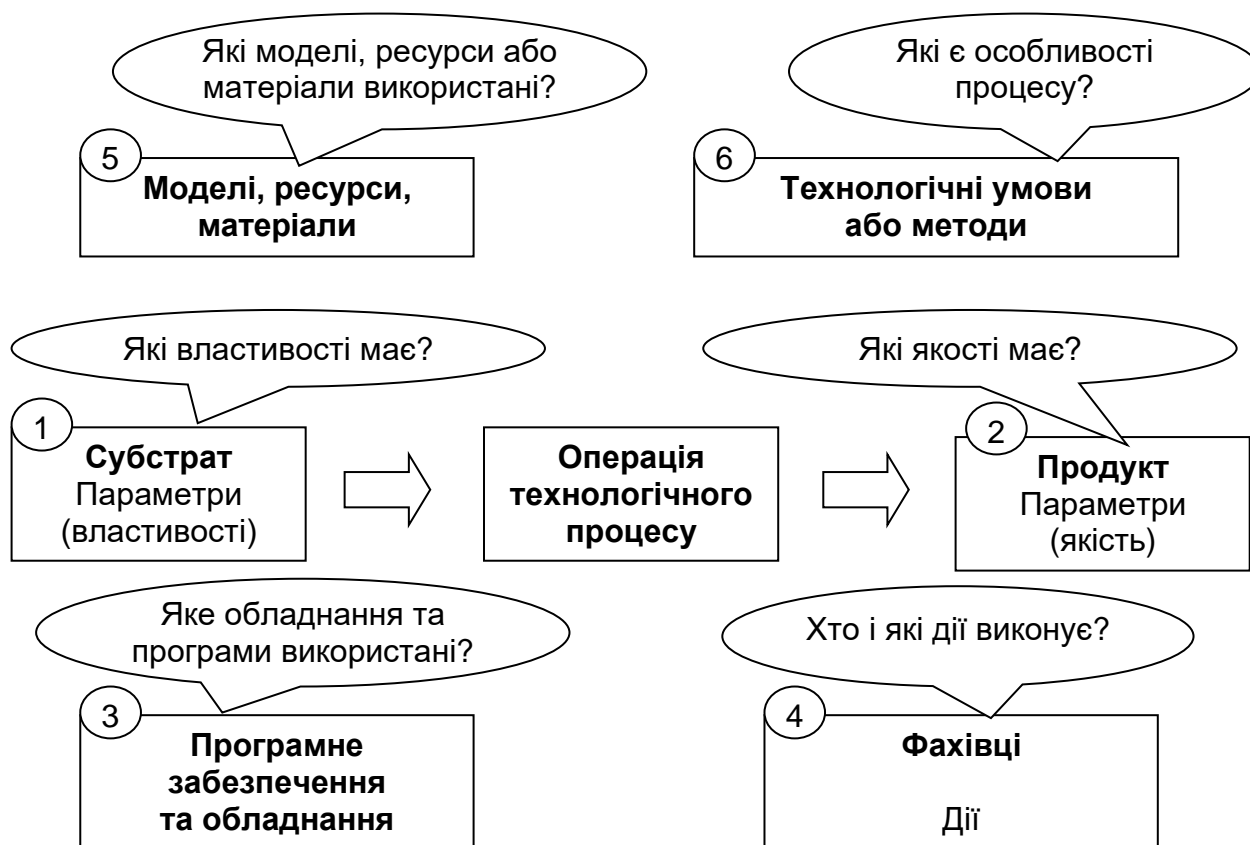 Які моделі, ресурси або
матеріали використані?
5
Моделі, ресурси,
матеріали
Які є особливості
процесу?
6
Технологічні умови
або методи
Які властивості має?
1
Субстрат
Параметри
(властивості)
Операція
технологічного
процесу
Які якості має?
2
Продукт
Параметри
(якість)
Яке обладнання та
програми використані?
3
Програмне
забезпечення
та обладнання
Хто і які дії виконує?
4
Фахівці
Дії